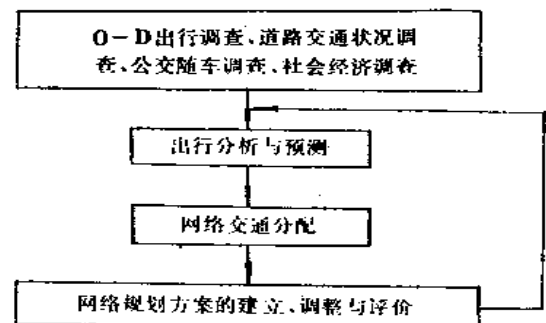 O-D出行调查、道路交通状况调
查、公交随车调查、社会经济调查
出行分析与预测
网络交通分配
网络规划方案的建立、调整与评价